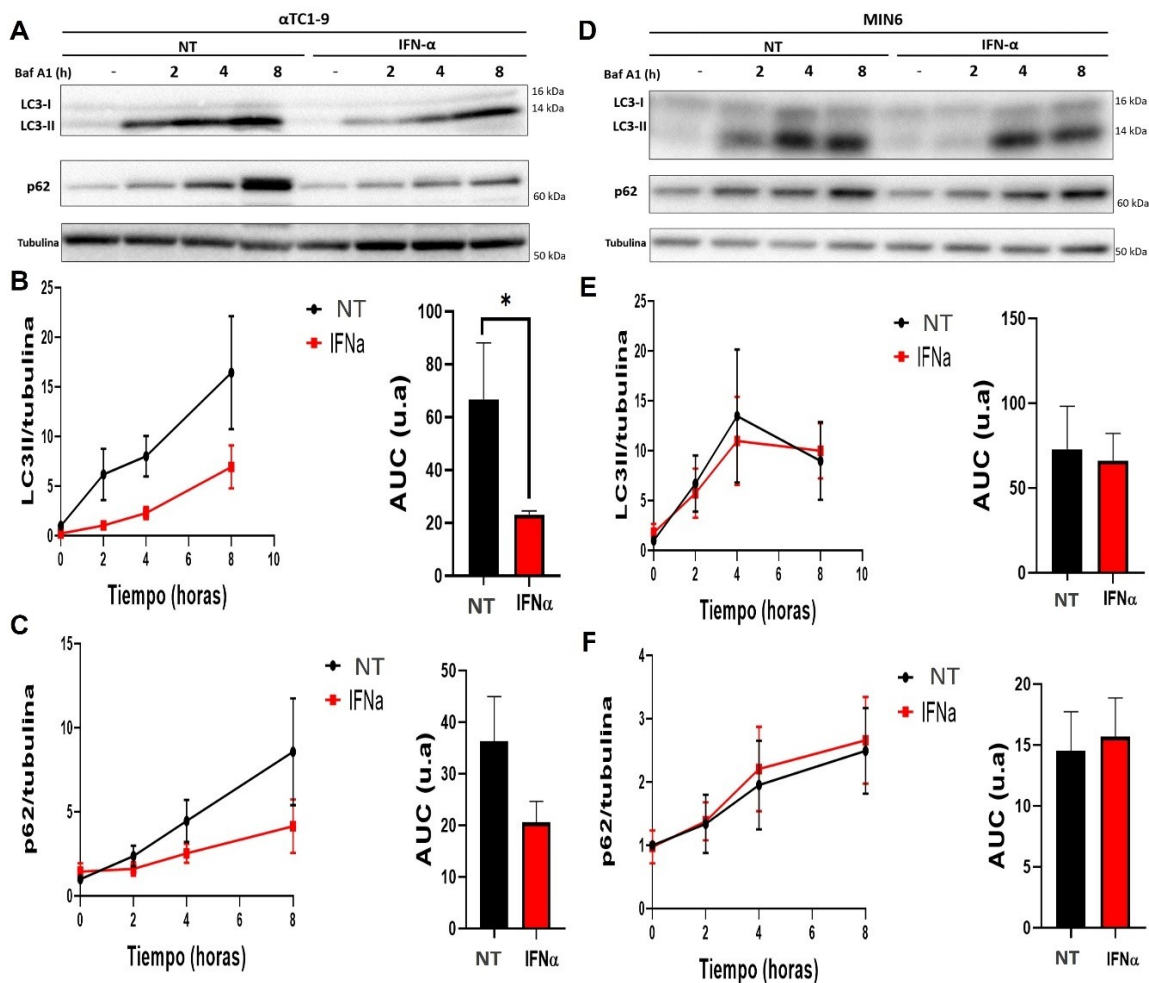 A
αTC1-9
NT IFN-α
Baf A1 (h) - 2 4 8 - 2 4 8
LC3-I
16 kDa
14 kDa
LC3-II
p62
60 kDa
Tubulina
50 kDa
D
MIN6
NT IFN-α
Baf A1 (h) - 2 4 8 - 2 4 8
LC3-I
16 kDa
LC3-II
14 kDa
p62
60 kDa
Tubulina
50 kDa
B
LC3II/tubulina
25
20
15
10
5
0
0 2 4 6 8 10
Tiempo (horas)
NT
IFNa
AUC (u.a)
100
80
60
40
20
0
*
NT IFNα
E
LC3II/tubulina
25
20
15
10
5
0
0 2 4 6 8 10
Tiempo (horas)
NT
IFNa
AUC (u.a)
150
100
50
0
NT IFNα
C
p62/tubulina
15
10
5
0
0 2 4 6 8
Tiempo (horas)
NT
IFNa
AUC (u.a)
50
40
30
20
10
0
NT IFNα
F
p62/tubulina
4
3
2
1
0
0 2 4 6 8
Tiempo (horas)
NT
IFNa
AUC (u.a)
20
15
10
5
0
NT IFNα